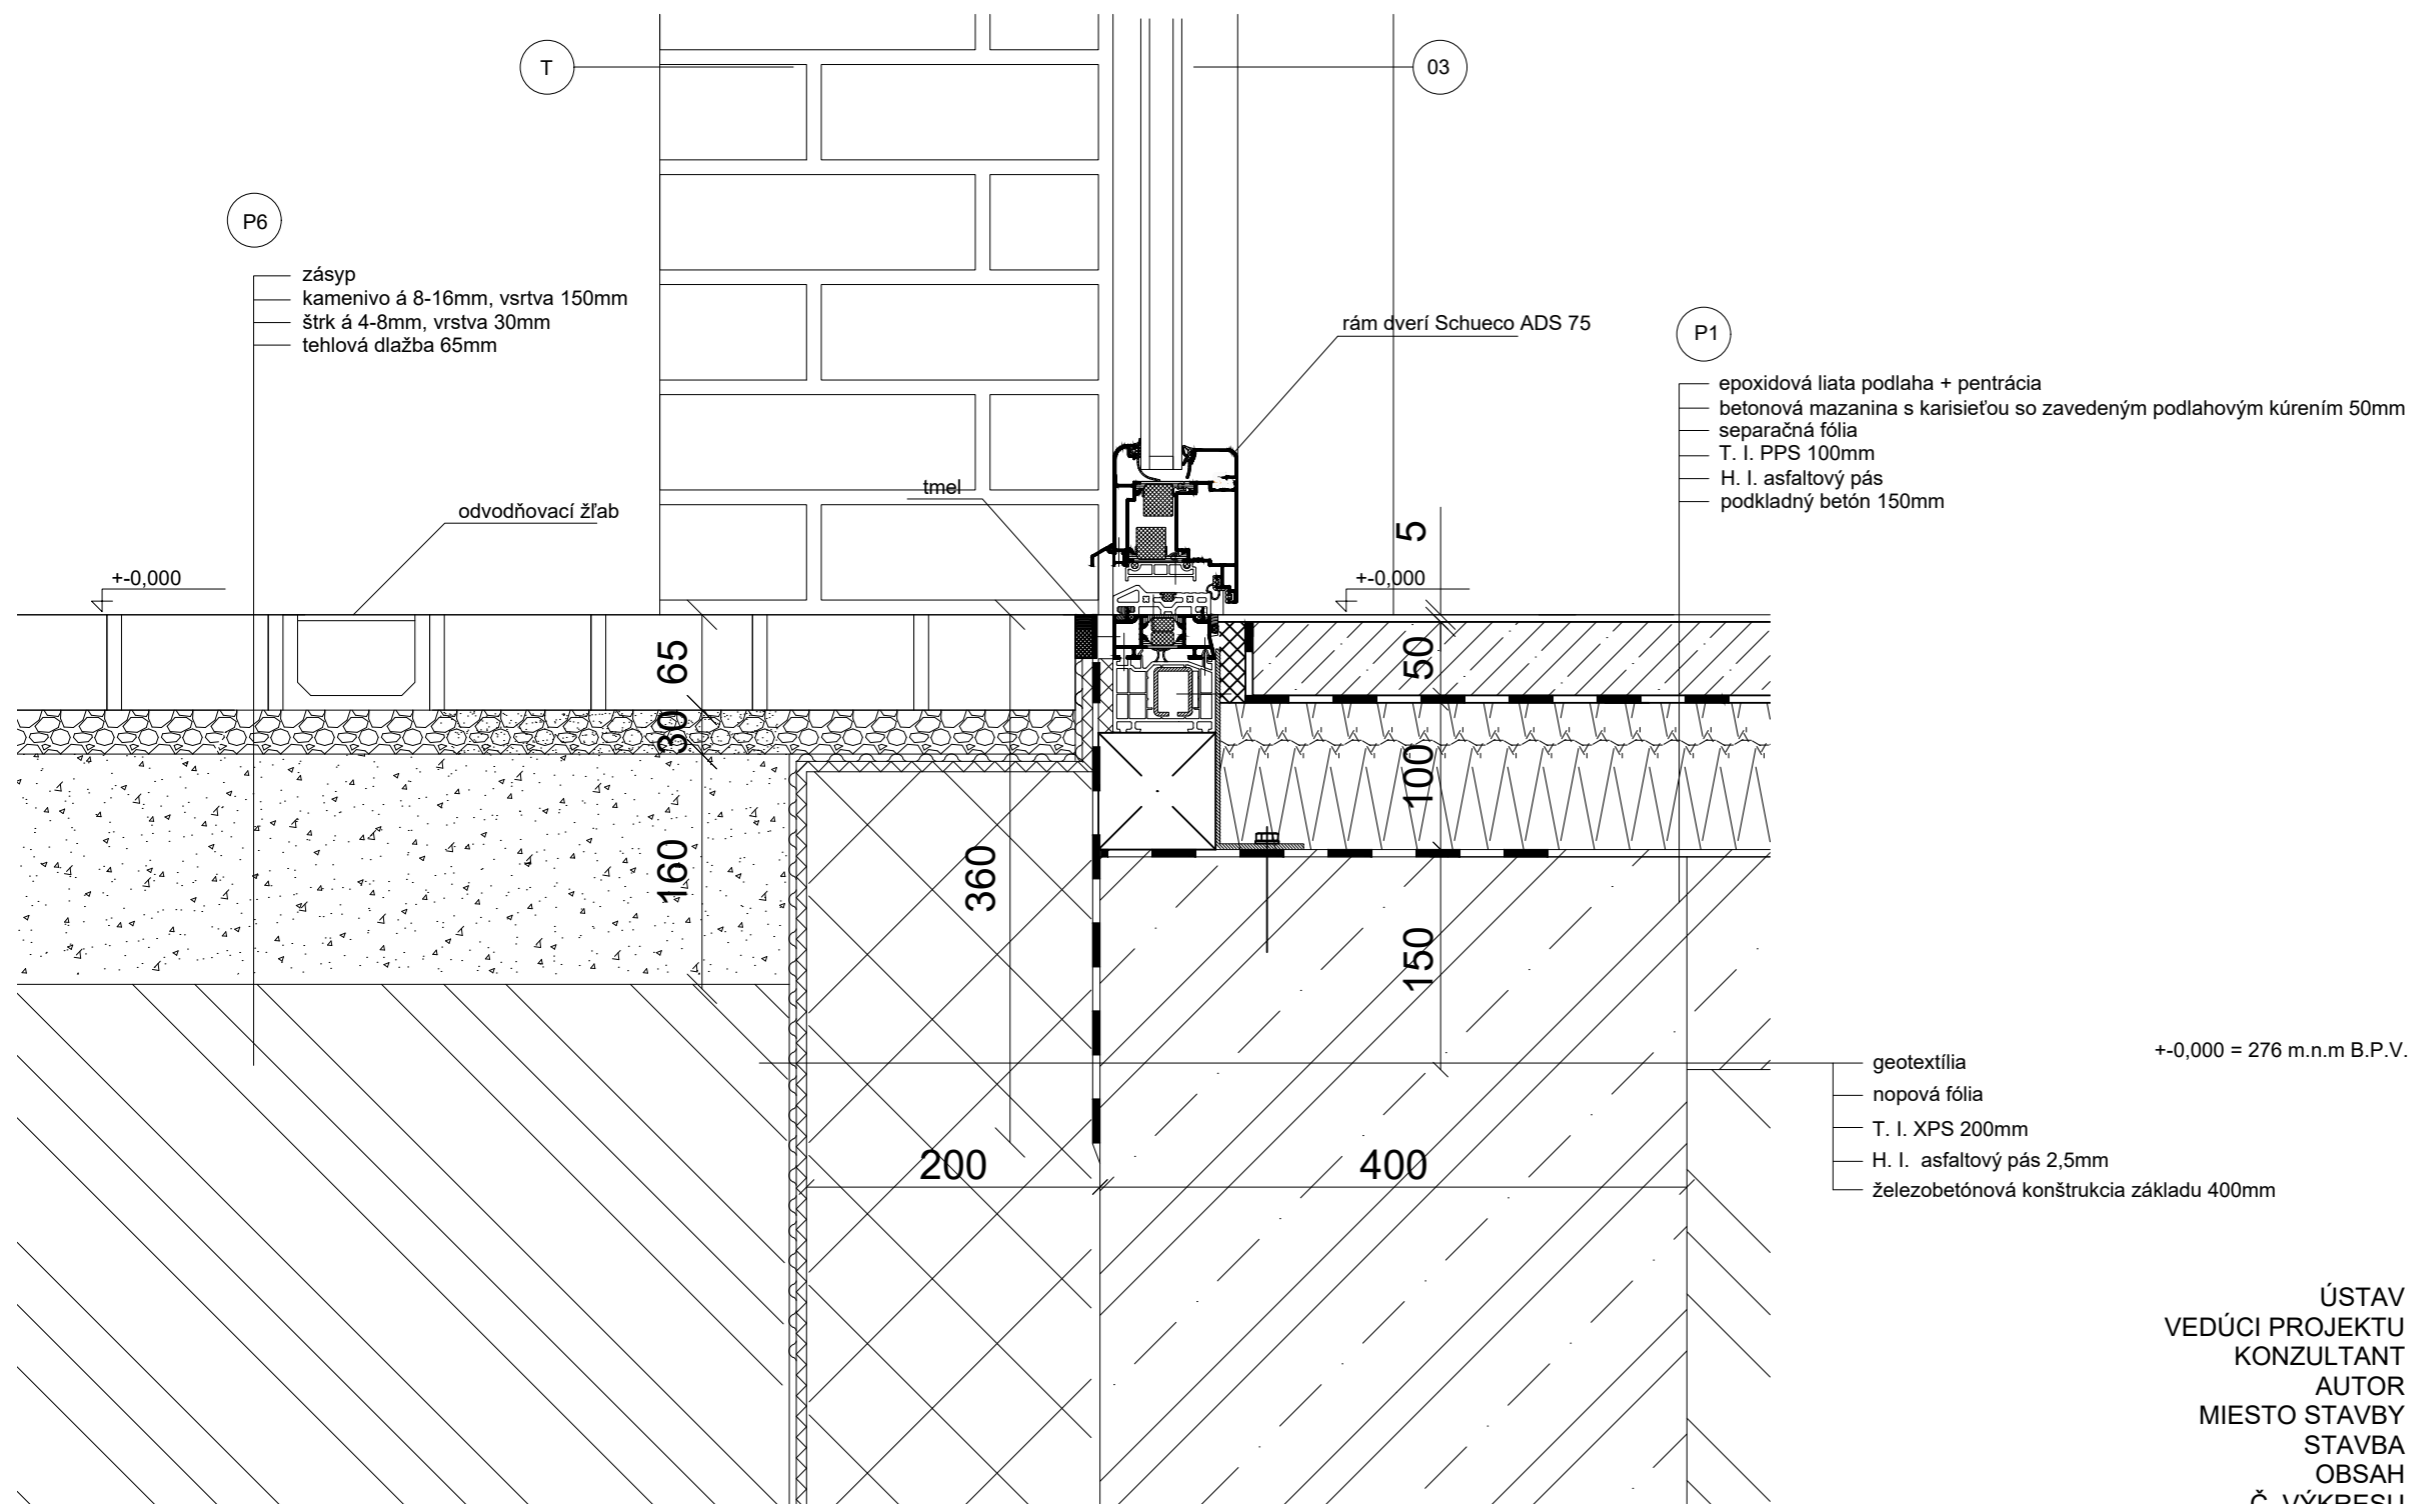 T
03
P6
zásyp
kamenivo á 8-16mm, vsrtva 150mm
štrk á 4-8mm, vrstva 30mm
tehlová dlažba 65mm
rám dverí Schueco ADS 75
P1
epoxidová liata podlaha + pentrácia
betonová mazanina s karisieťou so zavedeným podlahovým kúrením 50mm
separačná fólia
T. I. PPS 100mm
H. I. asfaltový pás
podkladný betón 150mm
tmel
odvodňovací žľab
5
+-0,000
+-0,000
65
50
30
100
160
360
150
geotextília
nopová fólia
T. I. XPS 200mm
H. I. asfaltový pás 2,5mm
železobetónová konštrukcia základu 400mm
+-0,000 = 276 m.n.m B.P.V.
200
400
ÚSTAV
VEDÚCI PROJEKTU
KONZULTANT
AUTOR
MIESTO STAVBY
STAVBA
OBSAH
Č. VÝKRESU